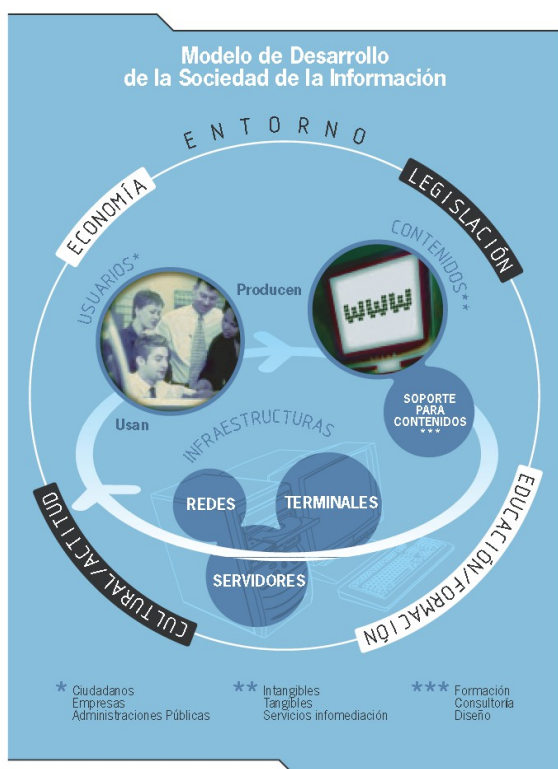 Modelo de Desarrollo
de la Sociedad de la Información
ENTORNO
ECONOMÍA
LEGISLACIÓN
USUARIOS*
CONTENIDOS**
Producen
www
SOPORTE
PARA
CONTENIDOS
***
Usan
INFRAESTRUCTURAS
REDES
TERMINALES
SERVIDORES
CULTURAL/ACTITUD
EDUCACIÓN/FORMACIÓN
* Ciudadanos
Empresas
Administraciones Públicas
** Intangibles
Tangibles
Servicios infomediación
*** Formación
Consultoría
Diseño